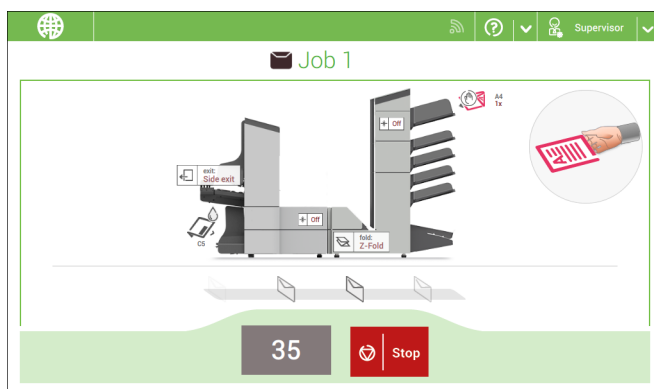 Supervisor
Job 1
A4
1x
Off
exit:
Side exit
Off
C5
fold:
Z-Fold
35
Stop